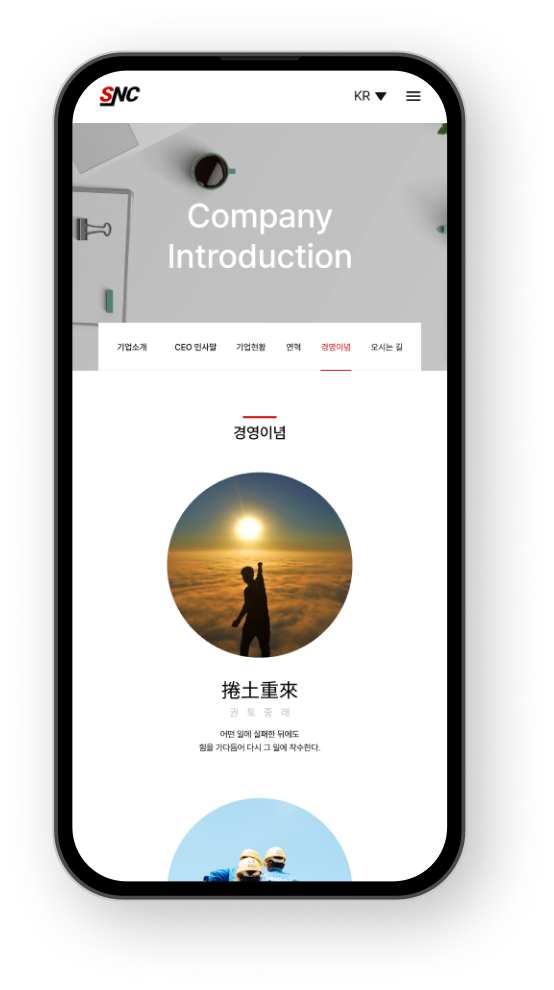 SNC
KR
Company
Introduction
기업소개 CEO 인사말 기업현황 연혁 경영이념 오시는 길
경영이념
捲土重來
권 토 중 래
어떤 일에 실패한 뒤에도
힘을 가다듬어 다시 그 일에 착수한다.